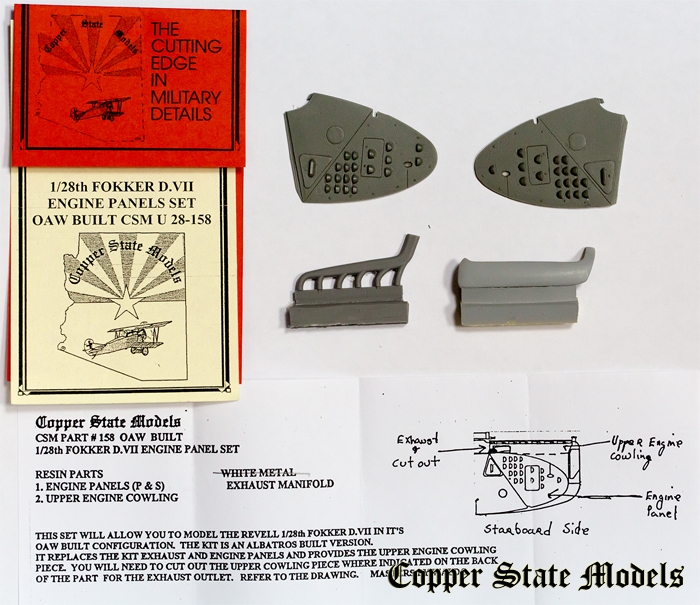 Copper State Models
THE
CUTTING
EDGE
IN
MILITARY
DETAILS
1/28th FOKKER D.VII
ENGINE PANELS SET
OAW BUILT CSM U 28-158
Copper State Models
Copper State Models
CSM PART # 158 OAW BUILT
1/28th FOKKER D.VII ENGINE PANEL SET
RESIN PARTS
1. ENGINE PANELS (P & S)
2. UPPER ENGINE COWLING
WHITE METAL
EXHAUST MANIFOLD
Exhaust
cut out
Upper Engine
cowling
Engine
Panel
Starboard Side
THIS SET WILL ALLOW YOU TO MODEL THE REVELL 1/28th FOKKER D.VII IN IT'S
OAW BUILT CONFIGURATION. THE KIT IS AN ALBATROS BUILT VERSION.
IT REPLACES THE KIT EXHAUST AND ENGINE PANELS AND PROVIDES THE UPPER ENGINE COWLING
PIECE. YOU WILL NEED TO CUT OUT THE UPPER COWLING PIECE WHERE INDICATED ON THE BACK
OF THE PART FOR THE EXHAUST OUTLET. REFER TO THE DRAWING.
Copper State Models